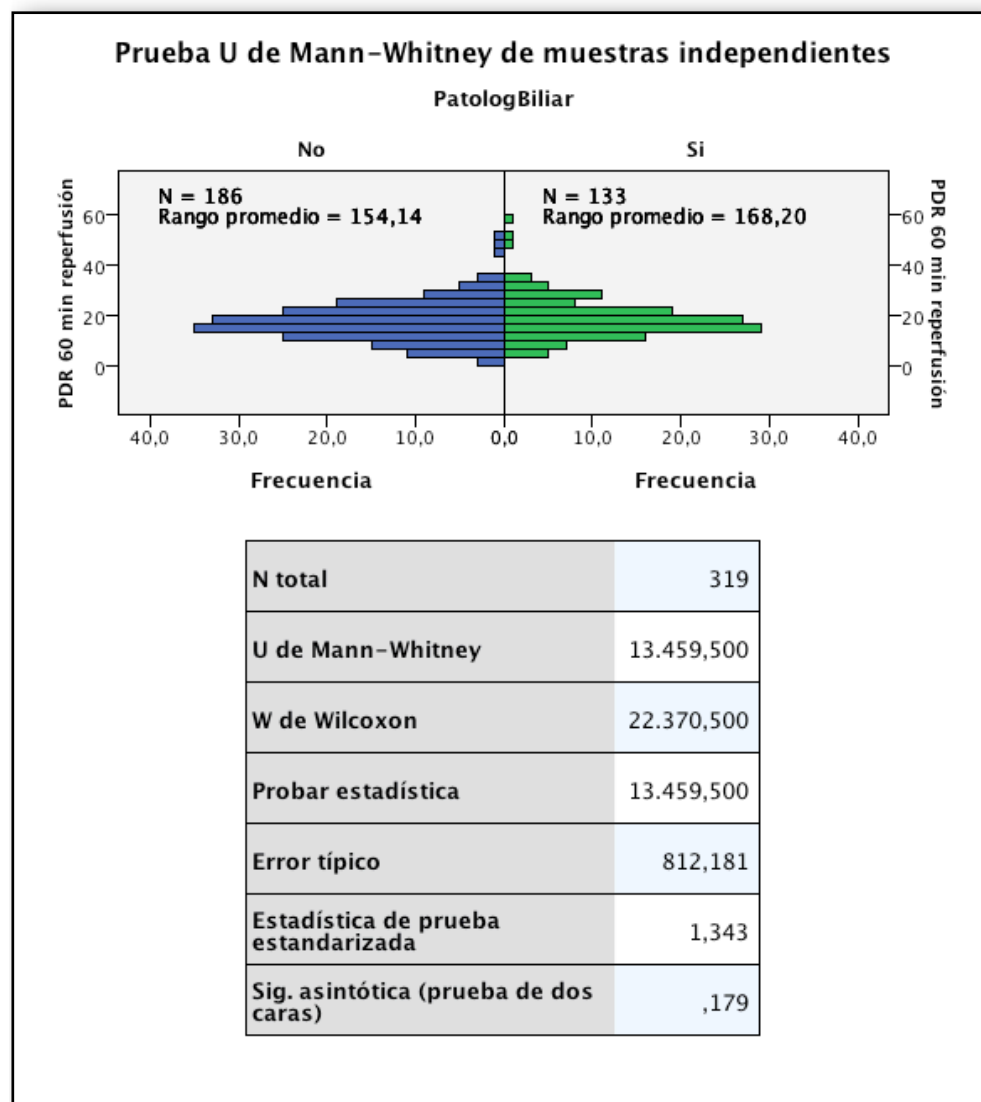 Prueba U de Mann-Whitney de muestras independientes
PatologBiliar
No Si
N = 186 N = 133
Rango promedio = 154,14 Rango promedio = 168,20
PDR 60 min reperfusión
60
40
20
0
60
40
20
0
PDR 60 min reperfusión
40,0 30,0 20,0 10,0 0,0 10,0 20,0 30,0 40,0
Frecuencia Frecuencia
N total 319
U de Mann-Whitney 13.459,500
W de Wilcoxon 22.370,500
Probar estadística 13.459,500
Error típico 812,181
Estadística de prueba
estandarizada 1,343
Sig. asintótica (prueba de dos
caras) ,179